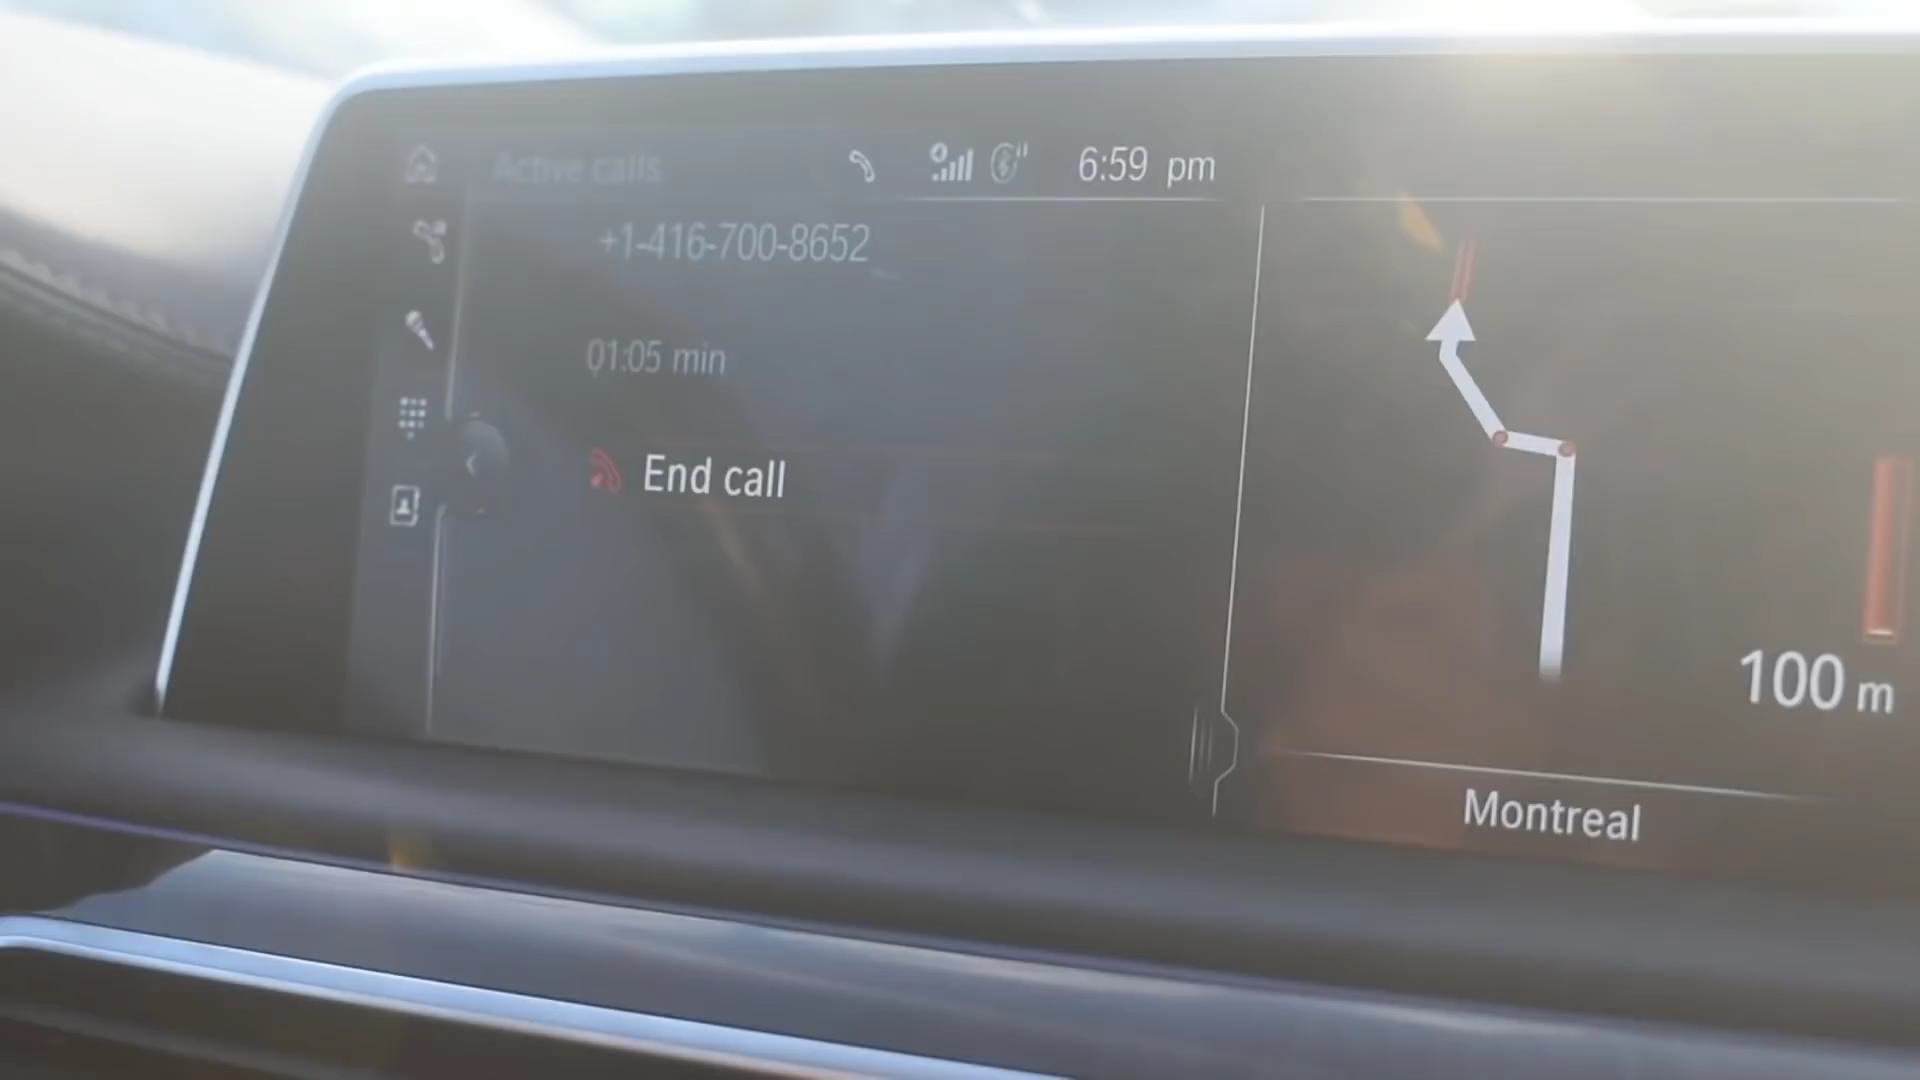 Active calls 6:59 pm
+1-416-700-8652
01:05 min
End call
100 m
Montreal